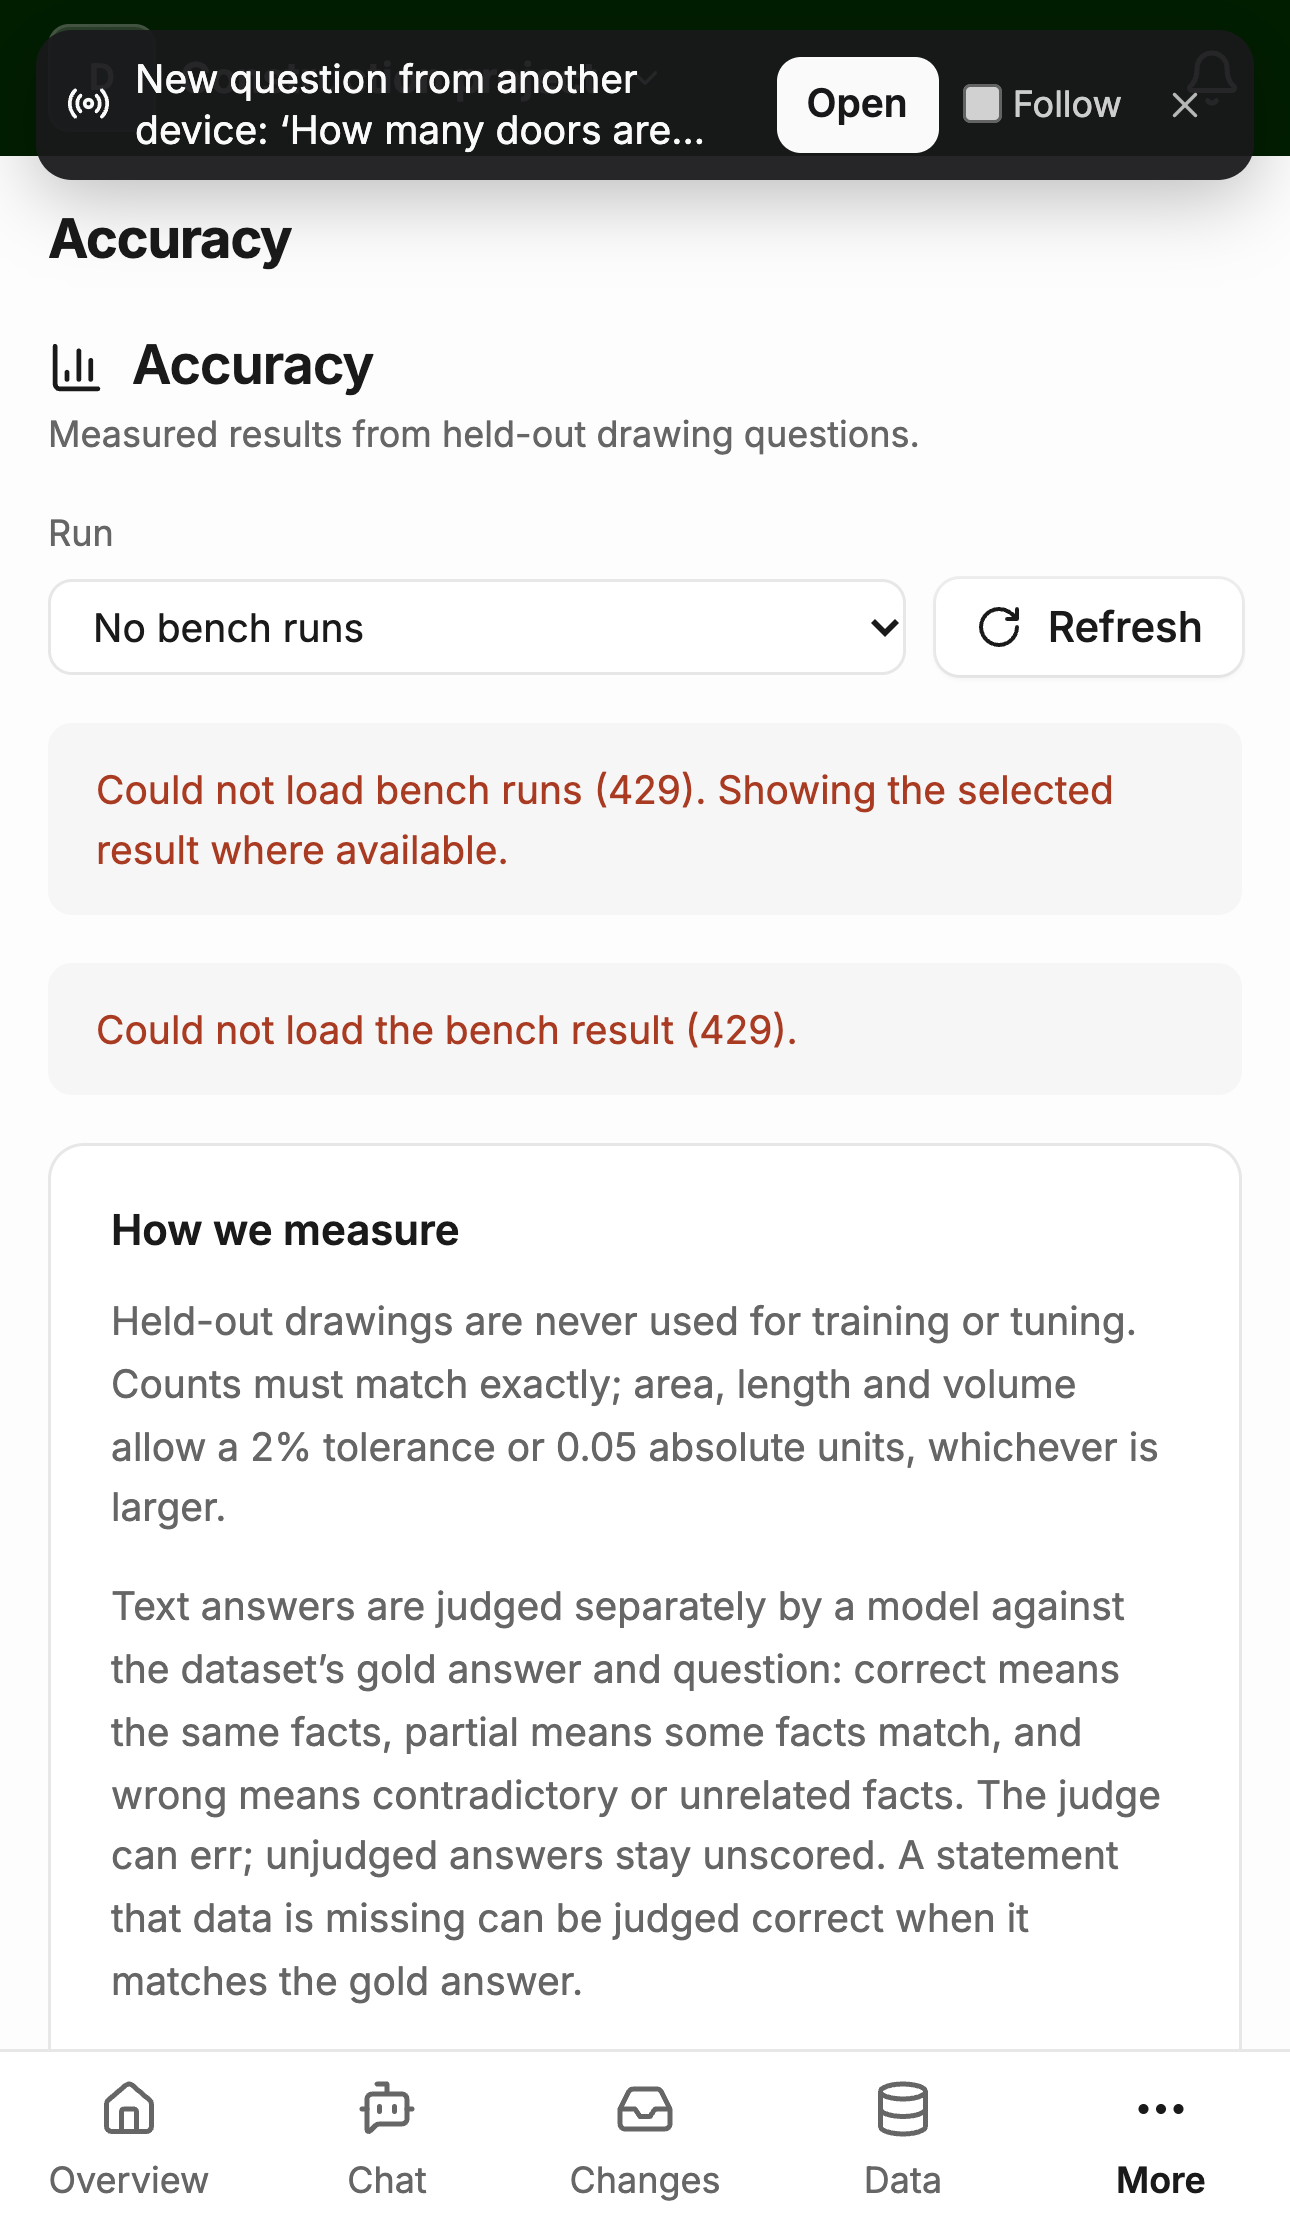 New question from another
device: ‘How many doors are...
Open
Follow
Accuracy
Accuracy
Measured results from held-out drawing questions.
Run
No bench runs
Refresh
Could not load bench runs (429). Showing the selected
result where available.
Could not load the bench result (429).
How we measure
Held-out drawings are never used for training or tuning.
Counts must match exactly; area, length and volume
allow a 2% tolerance or 0.05 absolute units, whichever is
larger.
Text answers are judged separately by a model against
the dataset’s gold answer and question: correct means
the same facts, partial means some facts match, and
wrong means contradictory or unrelated facts. The judge
can err; unjudged answers stay unscored. A statement
that data is missing can be judged correct when it
matches the gold answer.
Overview
Chat
Changes
Data
More